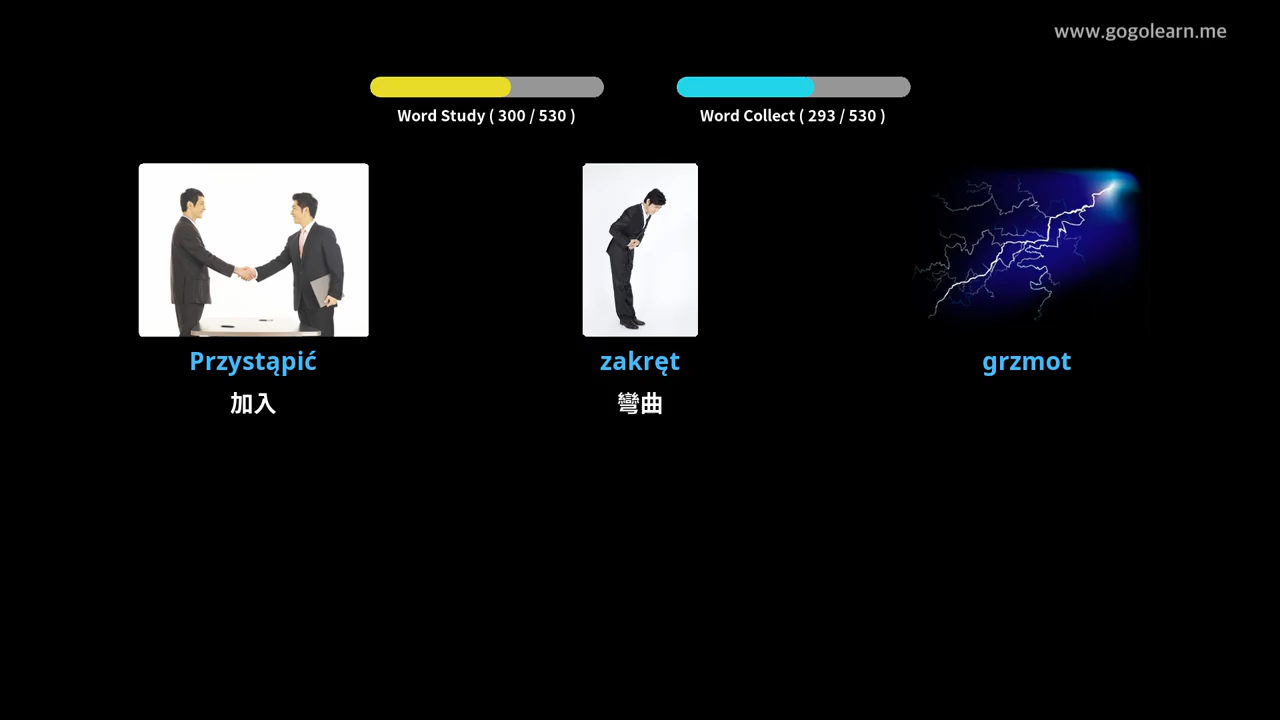 www.gogolearn.me
Word Study ( 300 / 530 )
Word Collect ( 293 / 530 )
Przystąpić
zakręt
grzmot
加入
彎曲